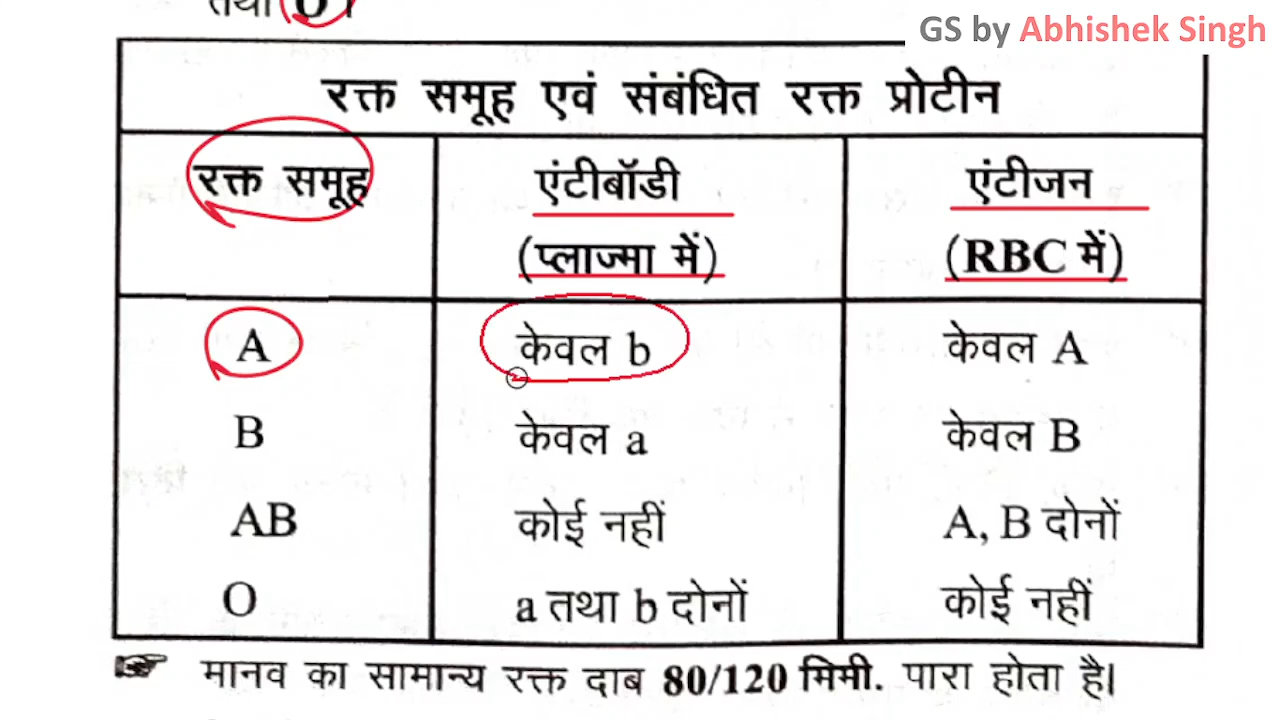 तथा O ।
GS by Abhishek Singh
रक्त समूह एवं संबंधित रक्त प्रोटीन
रक्त समूह एंटीबॉडी एंटीजन
(प्लाज्मा में) (RBC में)
A केवल b केवल A
B केवल a केवल B
AB कोई नहीं A, B दोनों
O a तथा b दोनों कोई नहीं
मानव का सामान्य रक्त दाब 80/120 मिमी. पारा होता है।